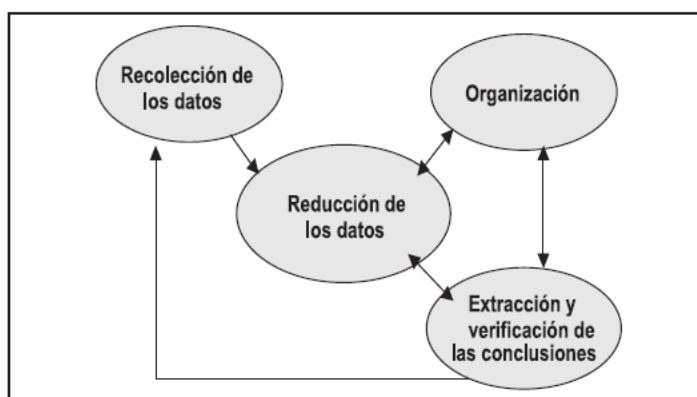 Recolección de
los datos
Organización
Reducción de
los datos
Extracción y
verificación de
las conclusiones